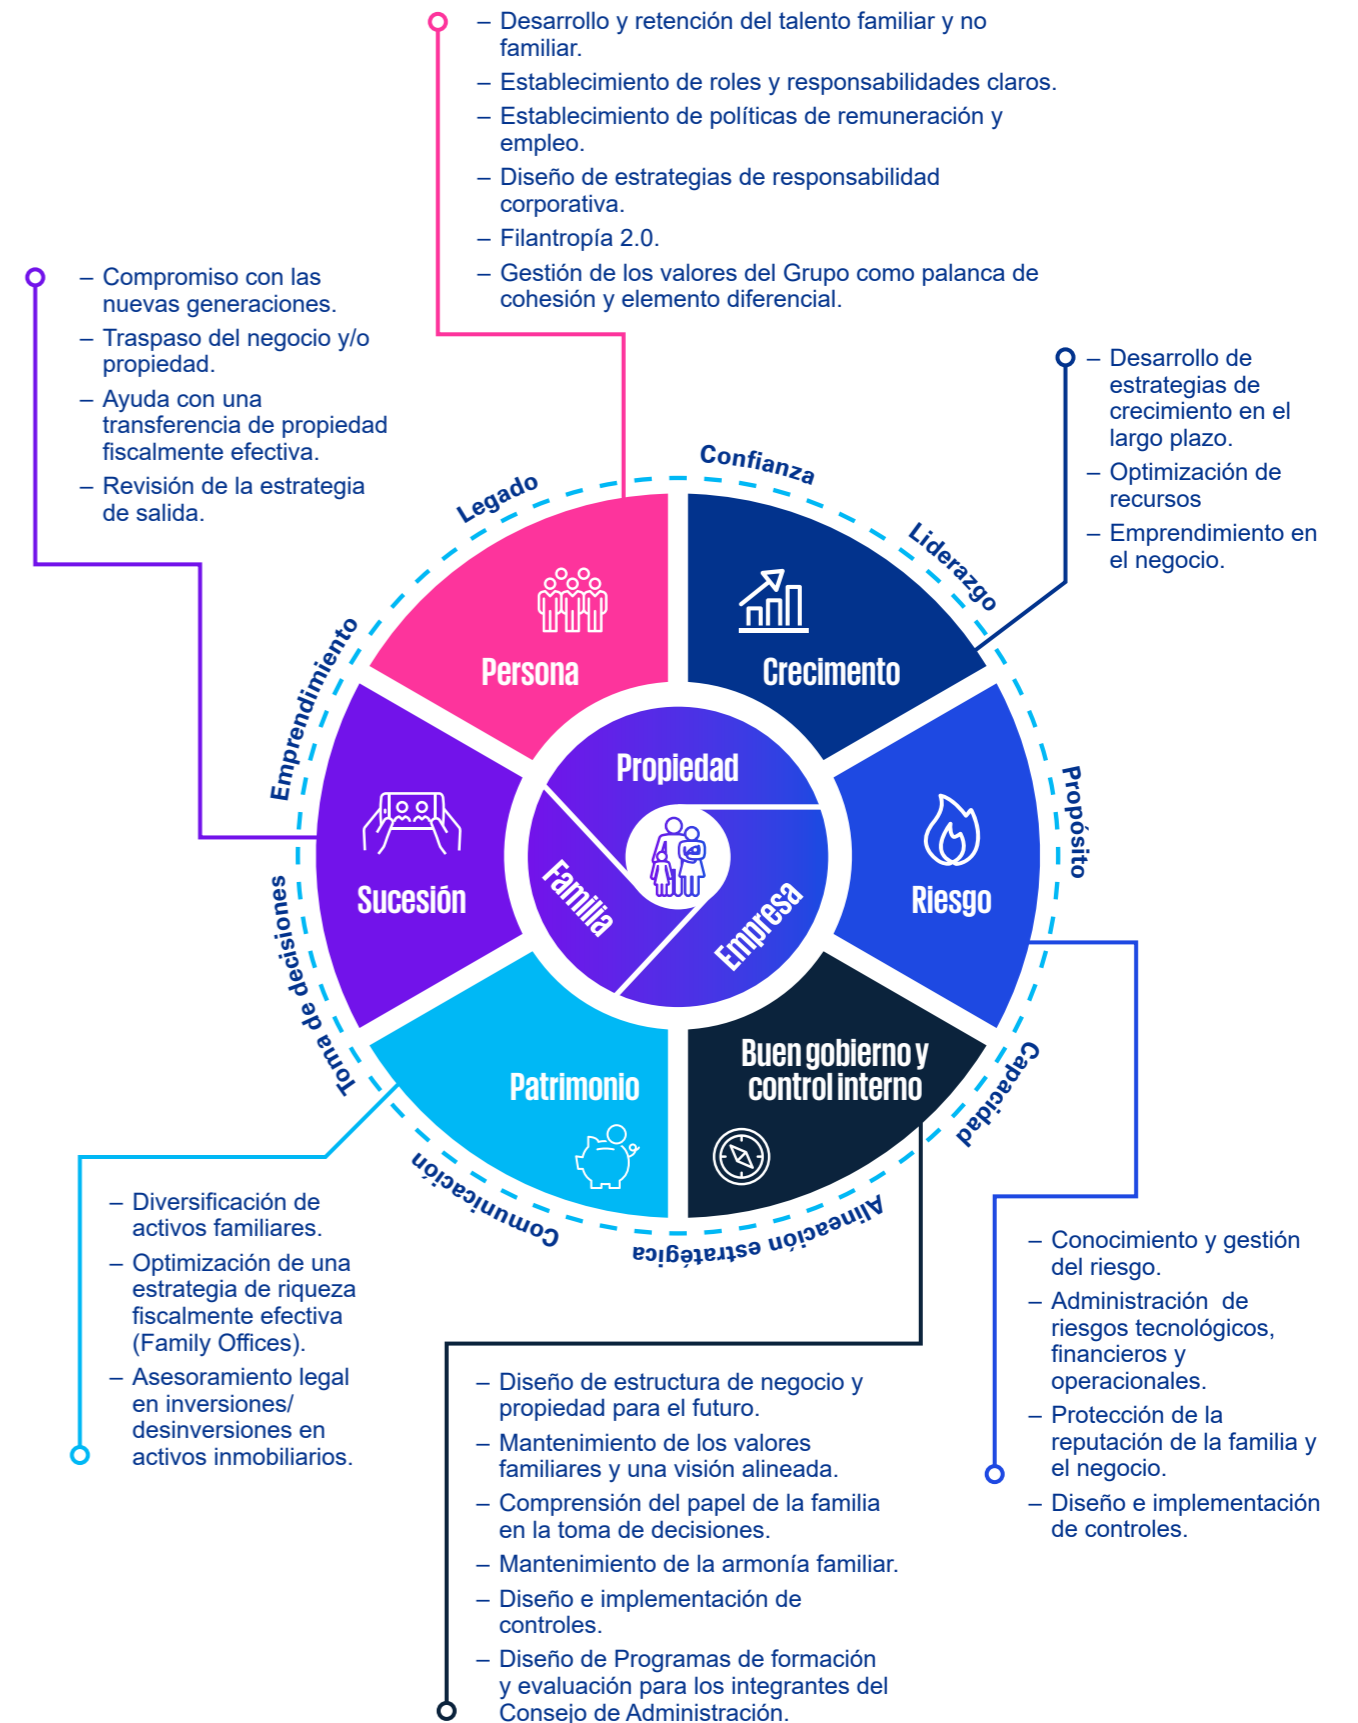 – Desarrollo y retención del talento familiar y no
familiar.
– Establecimiento de roles y responsabilidades claros.
– Establecimiento de políticas de remuneración y
empleo.
– Diseño de estrategias de responsabilidad
corporativa.
– Filantropía 2.0.
– Gestión de los valores del Grupo como palanca de
cohesión y elemento diferencial.
– Compromiso con las
nuevas generaciones.
– Traspaso del negocio y/o
propiedad.
– Ayuda con una
transferencia de propiedad
fiscalmente efectiva.
– Revisión de la estrategia
de salida.
– Desarrollo de
estrategias de
crecimiento en el
largo plazo.
– Optimización de
recursos
– Emprendimiento en
el negocio.
Legado
Confianza
Liderazgo
Propósito
Capacidad
Alineación estratégica
Comunicación
Toma de decisiones
Emprendimiento
Persona
Crecimento
Sucesión
Riesgo
Patrimonio
Buen gobierno y
control interno
Propiedad
Familia
Empresa
– Diversificación de
activos familiares.
– Optimización de una
estrategia de riqueza
fiscalmente efectiva
(Family Offices).
– Asesoramiento legal
en inversiones/
desinversiones en
activos inmobiliarios.
– Diseño de estructura de negocio y
propiedad para el futuro.
– Mantenimiento de los valores
familiares y una visión alineada.
– Comprensión del papel de la familia
en la toma de decisiones.
– Mantenimiento de la armonía familiar.
– Diseño e implementación de
controles.
– Diseño de Programas de formación
y evaluación para los integrantes del
Consejo de Administración.
– Conocimiento y gestión
del riesgo.
– Administración de
riesgos tecnológicos,
financieros y
operacionales.
– Protección de la
reputación de la familia y
el negocio.
– Diseño e implementación
de controles.